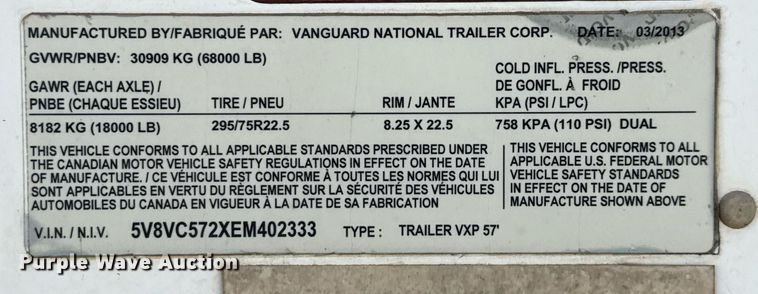 MANUFACTURED BY/FABRIQUÉ PAR: VANGUARD NATIONAL TRAILER CORP. DATE: 03/2013
GVWR/PNBV: 30909 KG (68000 LB)
GAWR (EACH AXLE) /
PNBE (CHAQUE ESSIEU) TIRE / PNEU RIM / JANTE
COLD INFL. PRESS. /PRESS.
DE GONFL. À FROID
KPA (PSI / LPC)
8182 KG (18000 LB) 295/75R22.5 8.25 X 22.5 758 KPA (110 PSI) DUAL
THIS VEHICLE CONFORMS TO ALL APPLICABLE STANDARDS PRESCRIBED UNDER
THE CANADIAN MOTOR VEHICLE SAFETY REGULATIONS IN EFFECT ON THE DATE
OF MANUFACTURE. / CE VÉHICULE EST CONFORME À TOUTES LES NORMES QUI LUI
SONT APPLICABLES EN VERTU DU RÈGLEMENT SUR LA SÉCURITÉ DES VÉHICULES
AUTOMOBILES DU CANADA EN VIGUEUR À LA DATE DE SA FABRICATION
THIS VEHICLE CONFORMS TO ALL
APPLICABLE U.S. FEDERAL MOTOR
VEHICLE SAFETY STANDARDS
IN EFFECT ON THE DATE OF
MANUFACTURE SHOWN ABOVE
V.I.N. / N.I.V. 5V8VC572XEM402333 TYPE: TRAILER VXP 57'
Purple Wave Auction